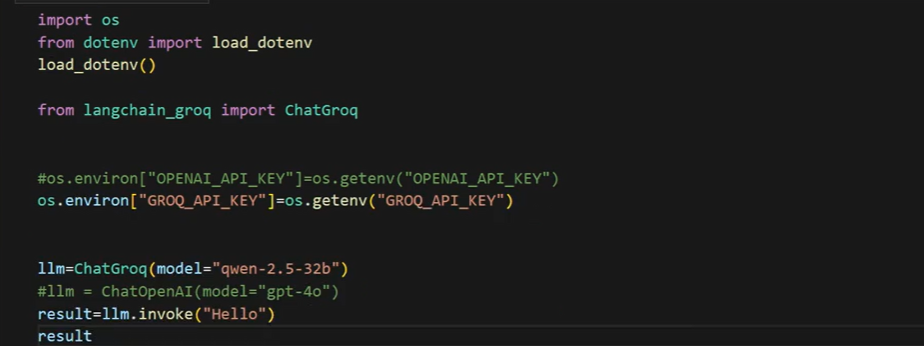 import os
from dotenv import load_dotenv
load_dotenv()
from langchain_groq import ChatGroq
#os.environ["OPENAI_API_KEY"]=os.getenv("OPENAI_API_KEY")
os.environ["GROQ_API_KEY"]=os.getenv("GROQ_API_KEY")
llm=ChatGroq(model="qwen-2.5-32b")
#llm = ChatOpenAI(model="gpt-4o")
result=llm.invoke("Hello")
result